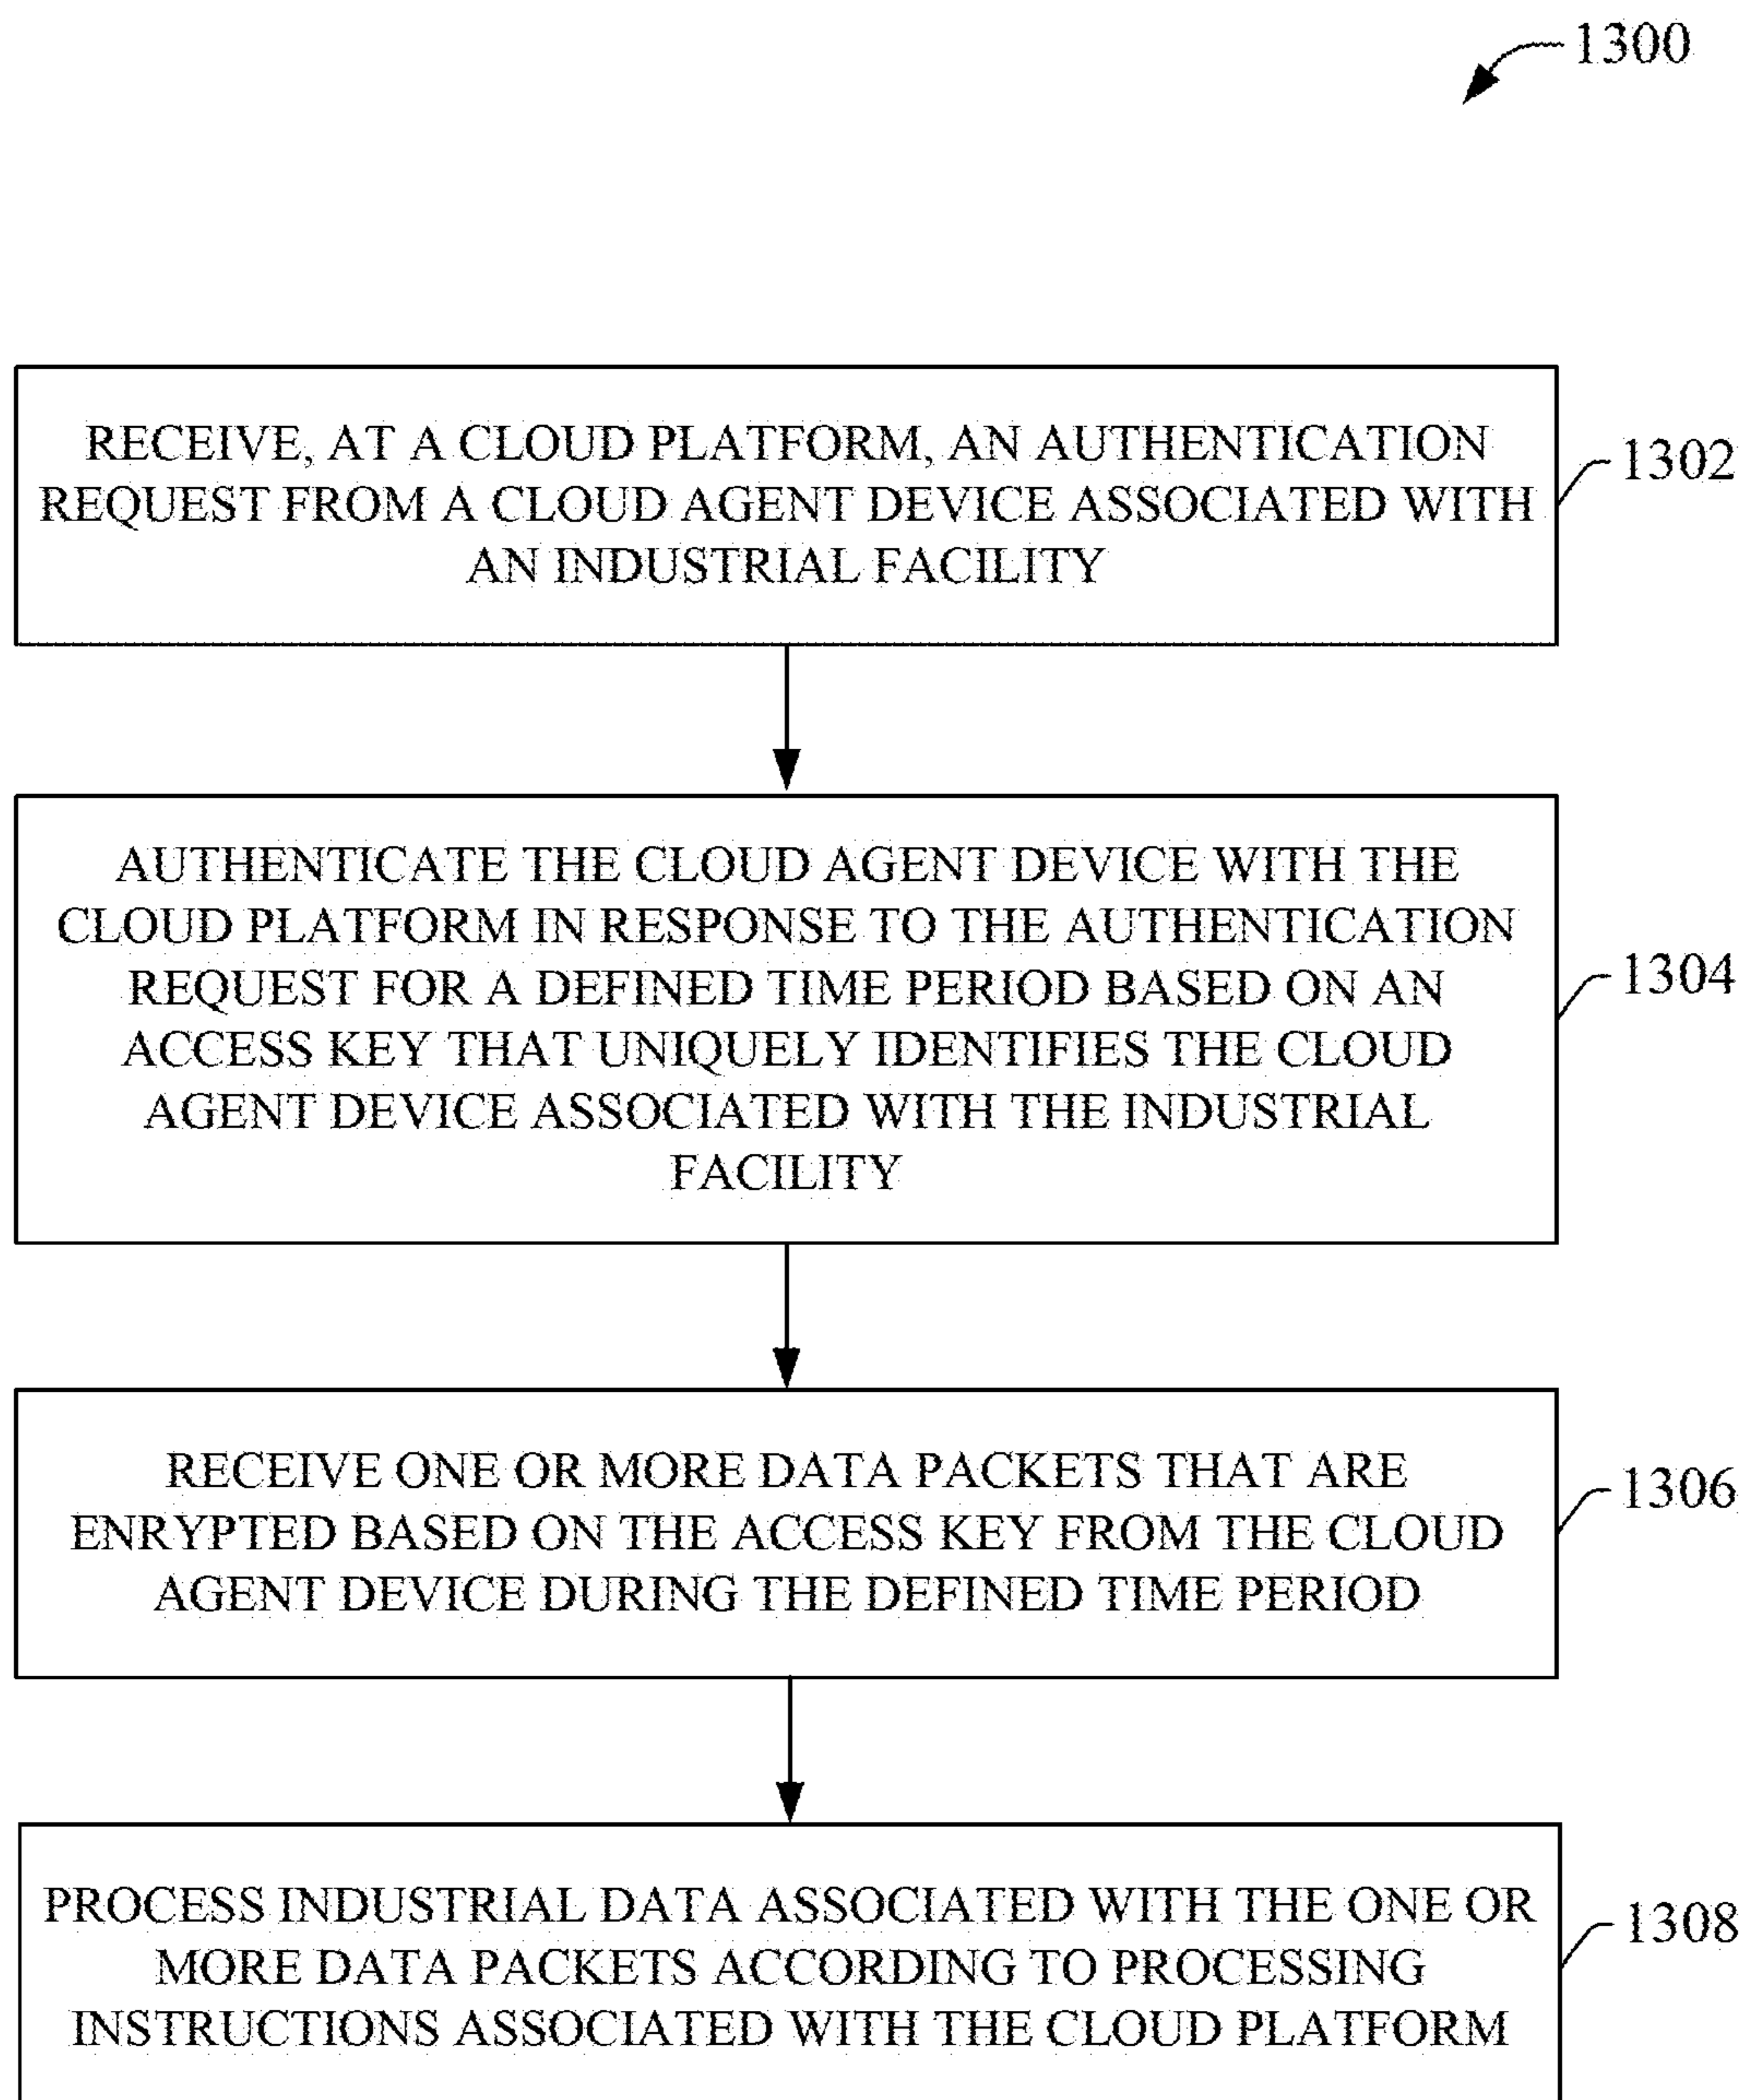 1300
RECEIVE, AT A CLOUD PLATFORM, AN AUTHENTICATION
REQUEST FROM A CLOUD AGENT DEVICE ASSOCIATED WITH
AN INDUSTRIAL FACILITY
1302
AUTHENTICATE THE CLOUD AGENT DEVICE WITH THE
CLOUD PLATFORM IN RESPONSE TO THE AUTHENTICATION
REQUEST FOR A DEFINED TIME PERIOD BASED ON AN
ACCESS KEY THAT UNIQUELY IDENTIFIES THE CLOUD
AGENT DEVICE ASSOCIATED WITH THE INDUSTRIAL
FACILITY
1304
RECEIVE ONE OR MORE DATA PACKETS THAT ARE
ENRYPTED BASED ON THE ACCESS KEY FROM THE CLOUD
AGENT DEVICE DURING THE DEFINED TIME PERIOD
1306
PROCESS INDUSTRIAL DATA ASSOCIATED WITH THE ONE OR
MORE DATA PACKETS ACCORDING TO PROCESSING
INSTRUCTIONS ASSOCIATED WITH THE CLOUD PLATFORM
1308